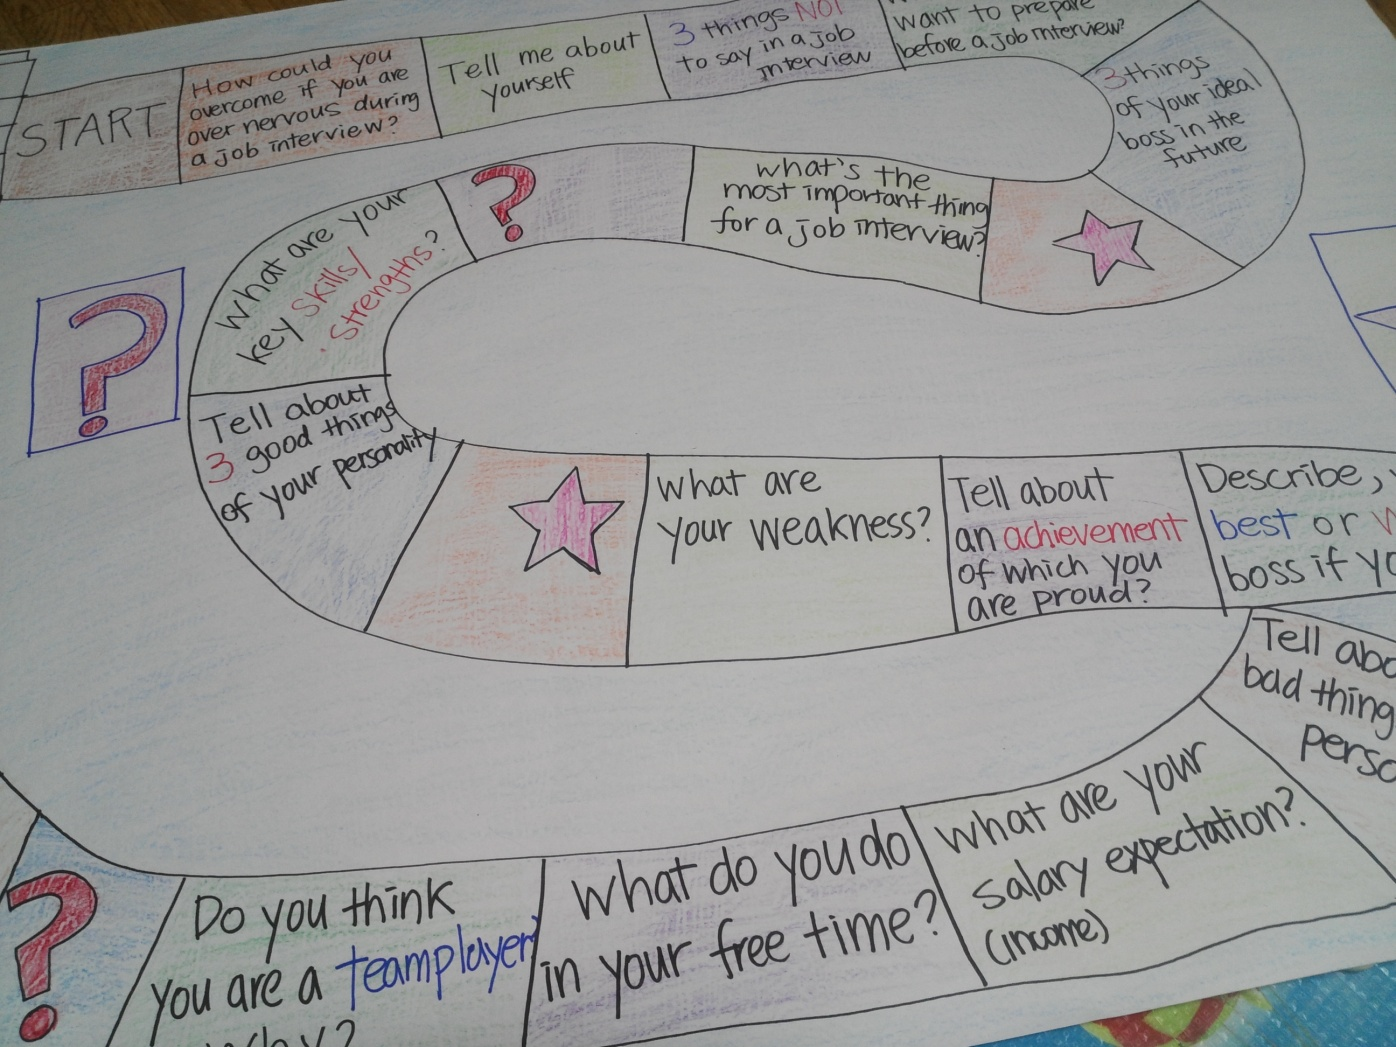 START
How could you
overcome if you are
over nervous during
a job interview?
Tell me about
yourself
3 things NOT
to say in a job
interview
want to prepare
before a job interview?
3 things
of your ideal
boss in the
future
what's the
most important thing
for a job interview?
?
What are your
key skills/
strengths?
?
Tell about
3 good things
of your personality
What are
your weakness?
Tell about
an achievement
of which you
are proud?
Describe,
best or
boss if
Tell
bad
What are your
salary expectation?
(income)
What do you do
in your free time?
Do you think
you are a teamplayer?
why?
?